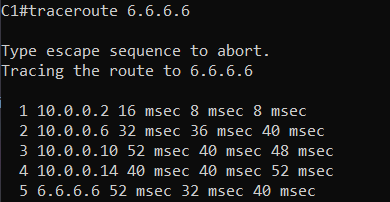 C1#traceroute 6.6.6.6
Type escape sequence to abort.
Tracing the route to 6.6.6.6
1 10.0.0.2 16 msec 8 msec 8 msec
2 10.0.0.6 32 msec 36 msec 40 msec
3 10.0.0.10 52 msec 40 msec 48 msec
4 10.0.0.14 40 msec 40 msec 52 msec
5 6.6.6.6 52 msec 32 msec 40 msec